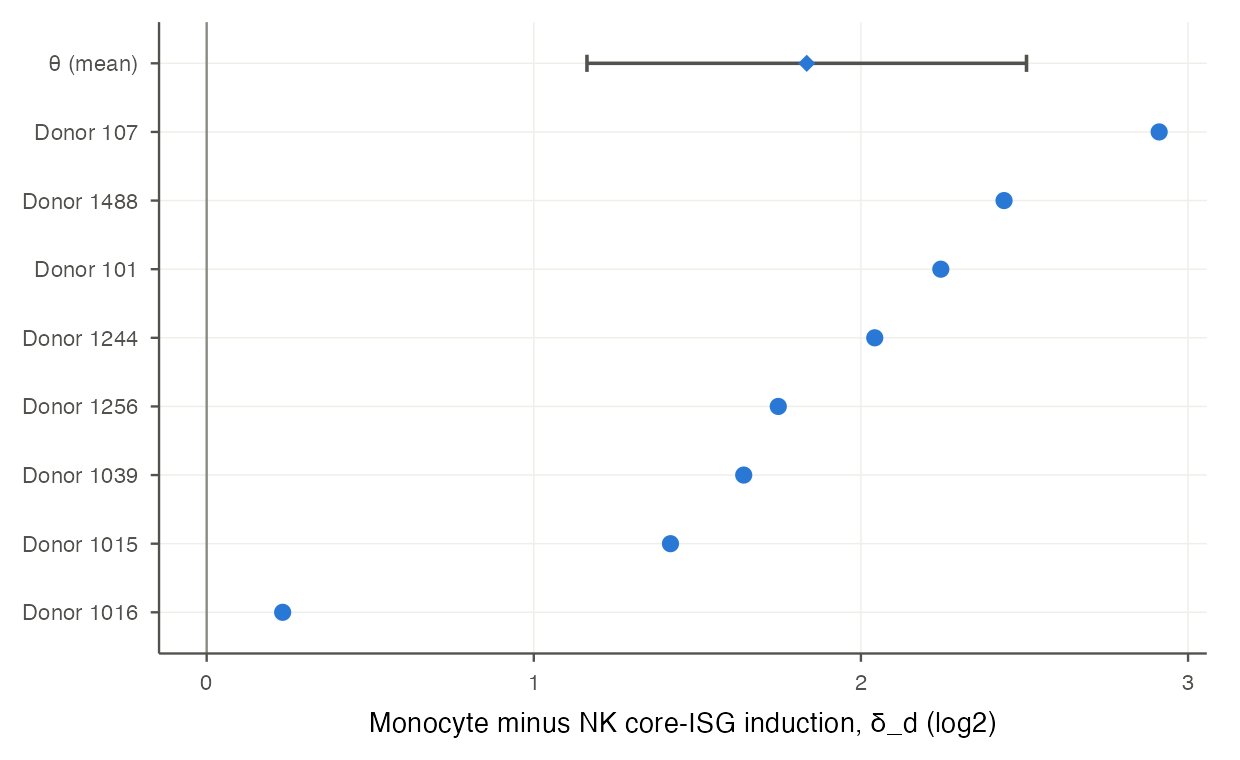 θ (mean)
Donor 107
Donor 1488
Donor 101
Donor 1244
Donor 1256
Donor 1039
Donor 1015
Donor 1016
0 1 2 3
Monocyte minus NK core-ISG induction, δ_d (log2)